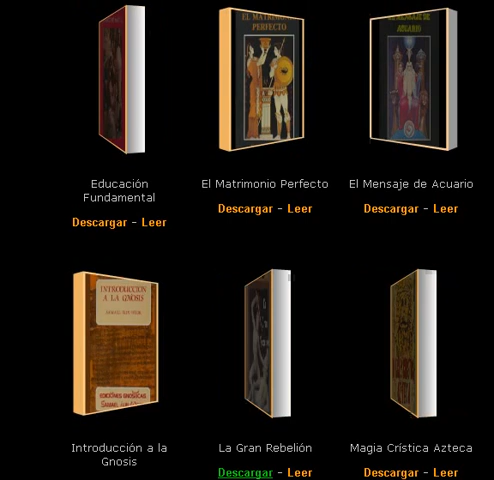 EL MATRIMONIO
PERFECTO
EL MENSAJE DE
ACUARIO
Educación
Fundamental
Descargar - Leer
El Matrimonio Perfecto
Descargar - Leer
El Mensaje de Acuario
Descargar - Leer
INTRODUCCION
A LA GNOSIS
EDICIONES GNOSTICAS
Introducción a la
Gnosis
La Gran Rebelión
Descargar - Leer
Magia Crística Azteca
Descargar - Leer